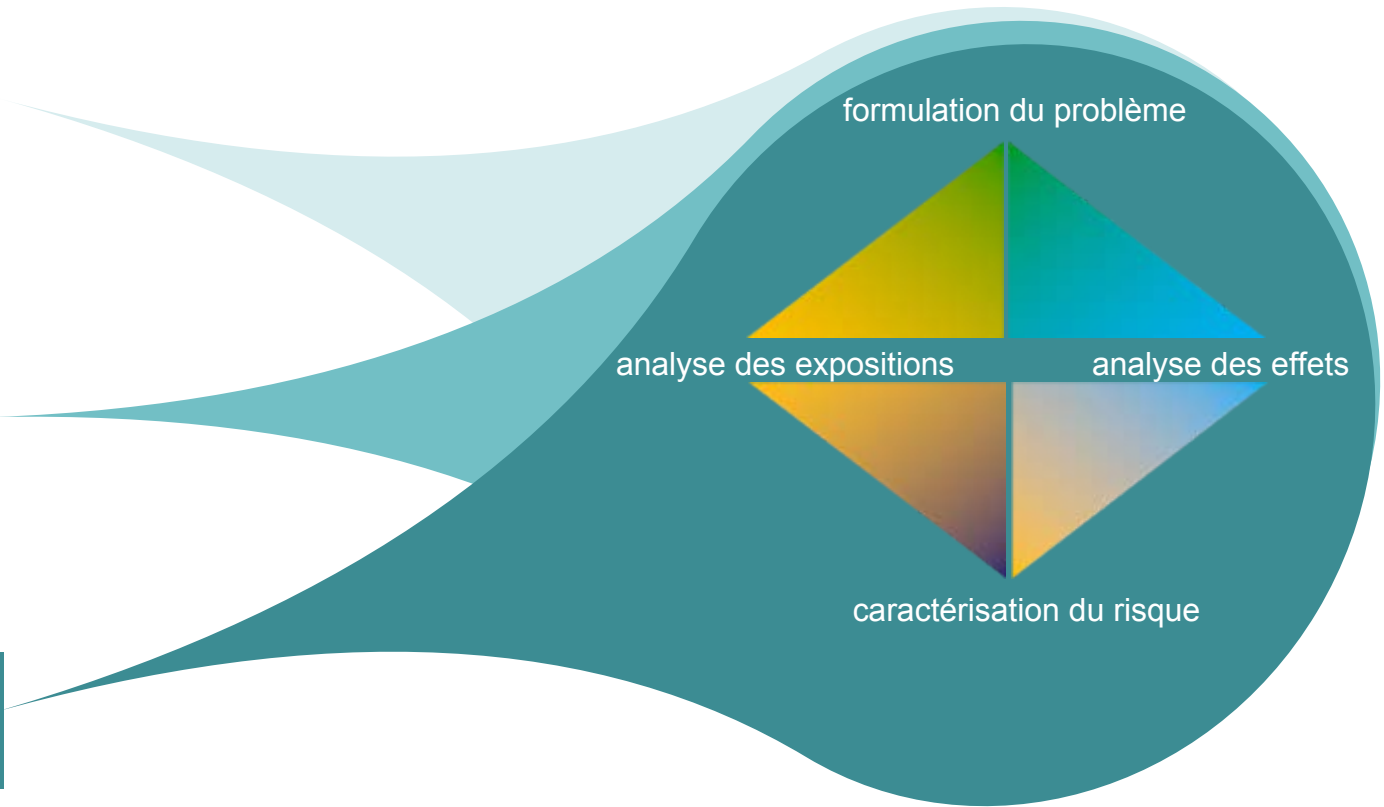 formulation du problème
analyse des expositions
analyse des effets
caractérisation du risque